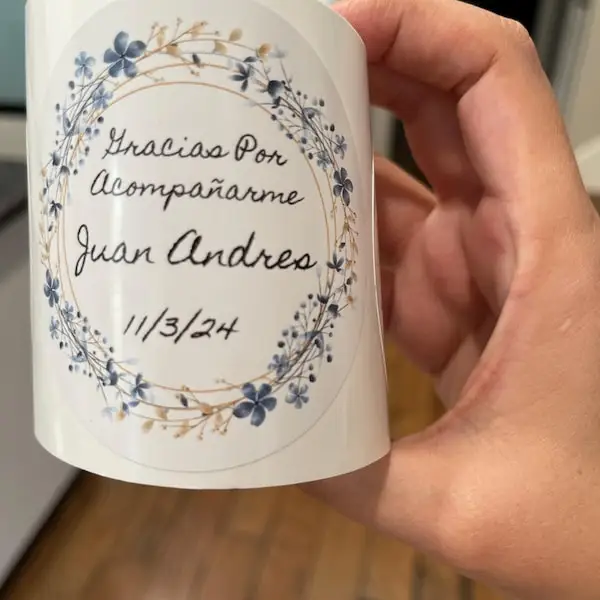 Gracias Por
Acompañarme
Juan Andres
11/3/24